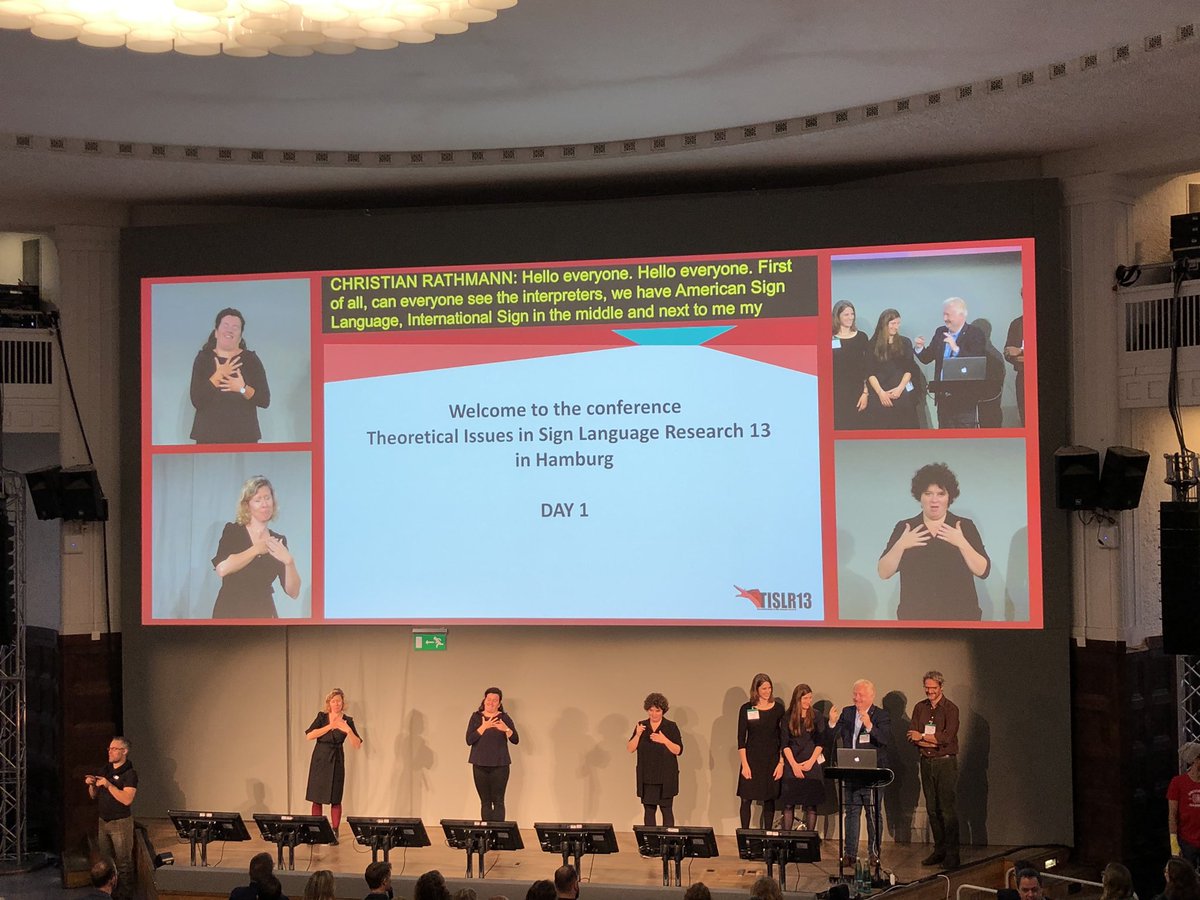 CHRISTIAN RATHMANN: Hello everyone. Hello everyone. First
of all, can everyone see the interpreters, we have American Sign
Language, International Sign in the middle and next to me my
Welcome to the conference
Theoretical Issues in Sign Language Research 13
in Hamburg
DAY 1
TISLR13